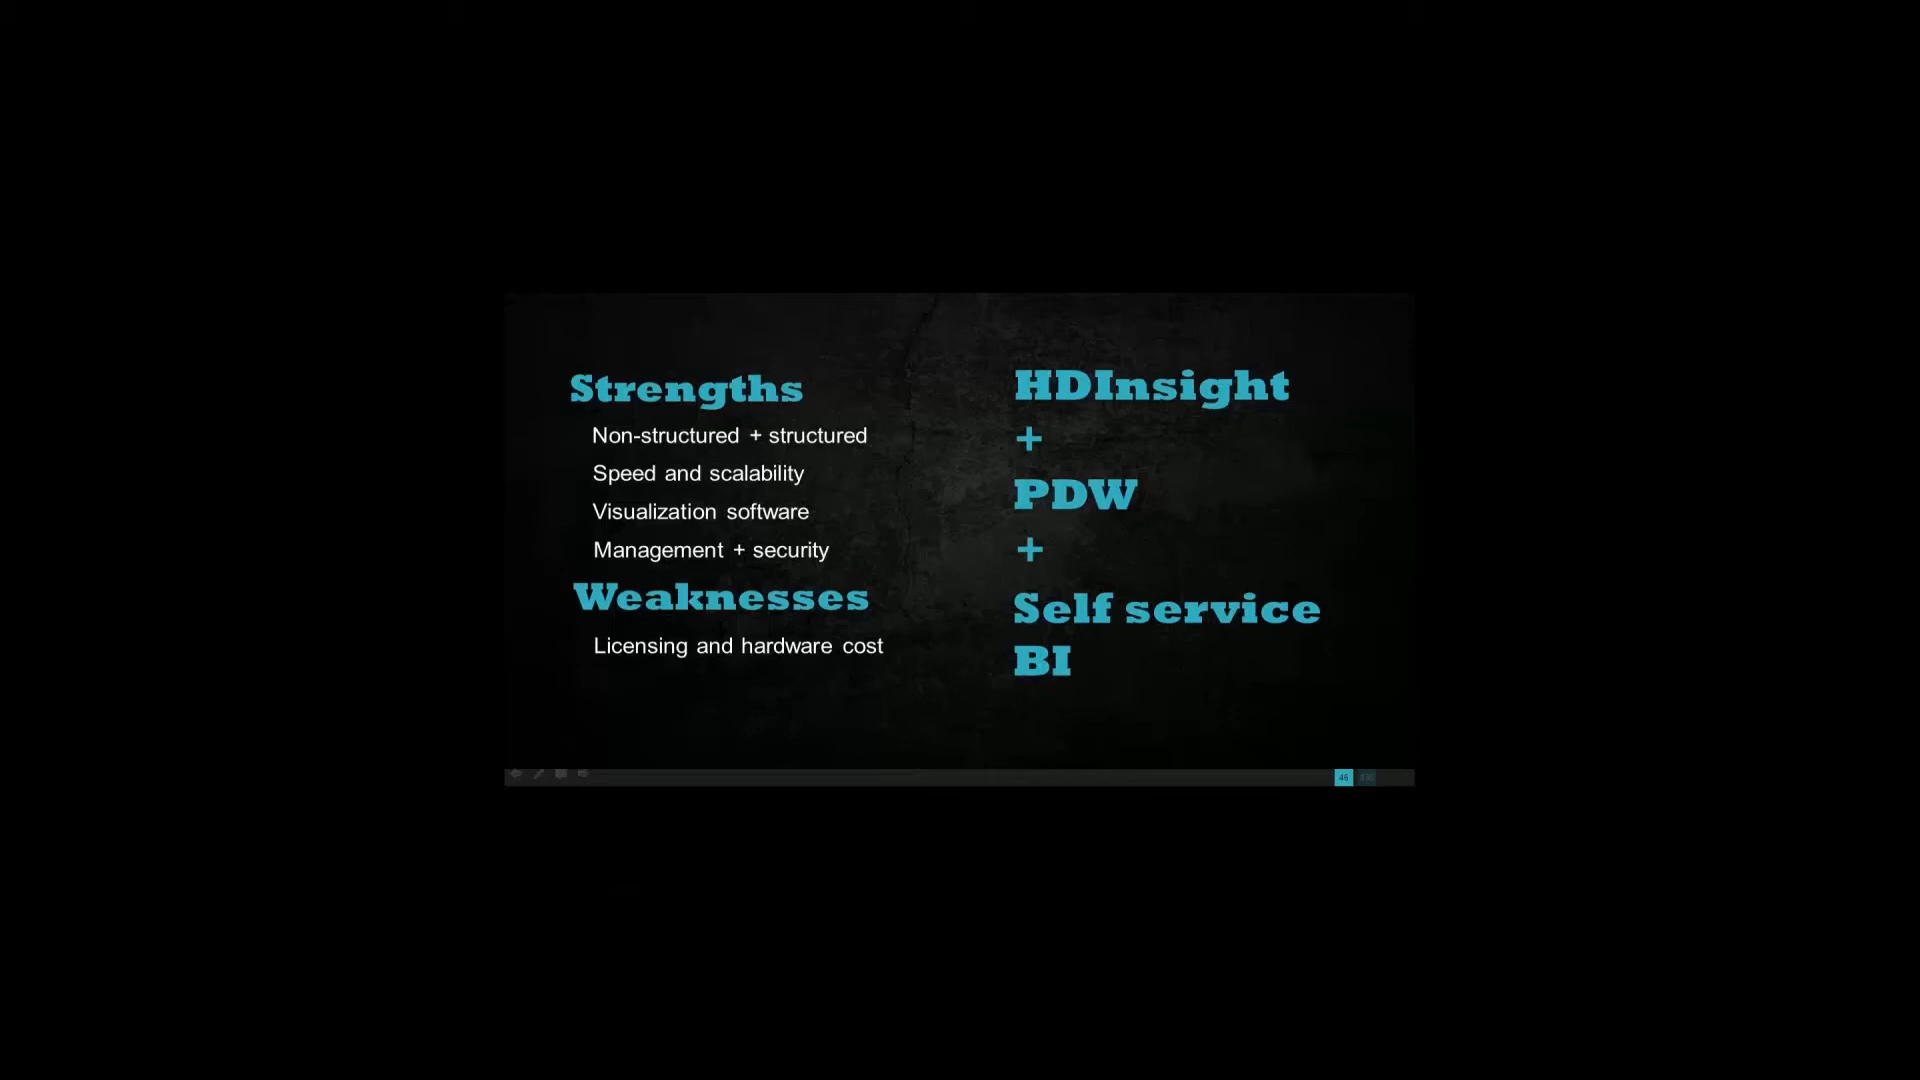 Strengths
Non-structured + structured
Speed and scalability
Visualization software
Management + security
Weaknesses
Licensing and hardware cost
HDInsight
+
PDW
+
Self service
BI
46